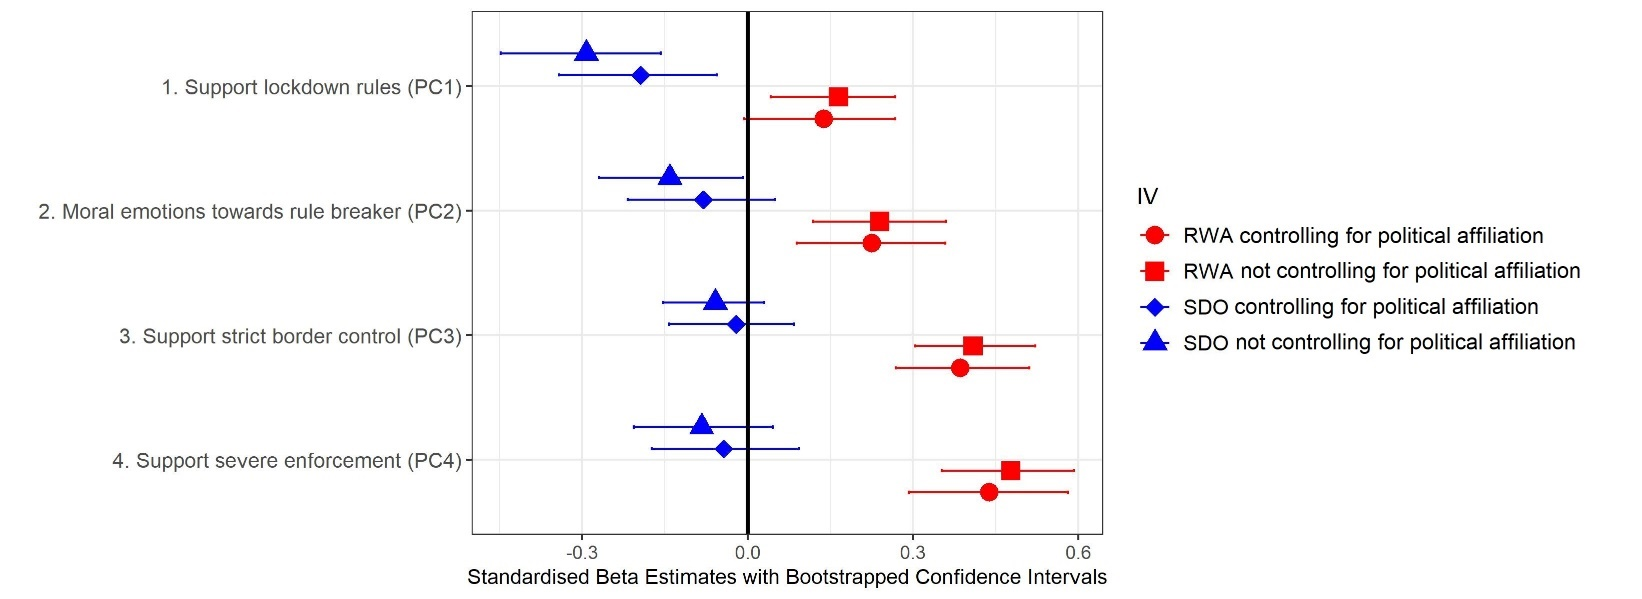 1. Support lockdown rules (PC1)
2. Moral emotions towards rule breaker (PC2)
3. Support strict border control (PC3)
4. Support severe enforcement (PC4)
-0.3
0.0
0.3
0.6
Standardised Beta Estimates with Bootstrapped Confidence Intervals
IV
RWA controlling for political affiliation
RWA not controlling for political affiliation
SDO controlling for political affiliation
SDO not controlling for political affiliation